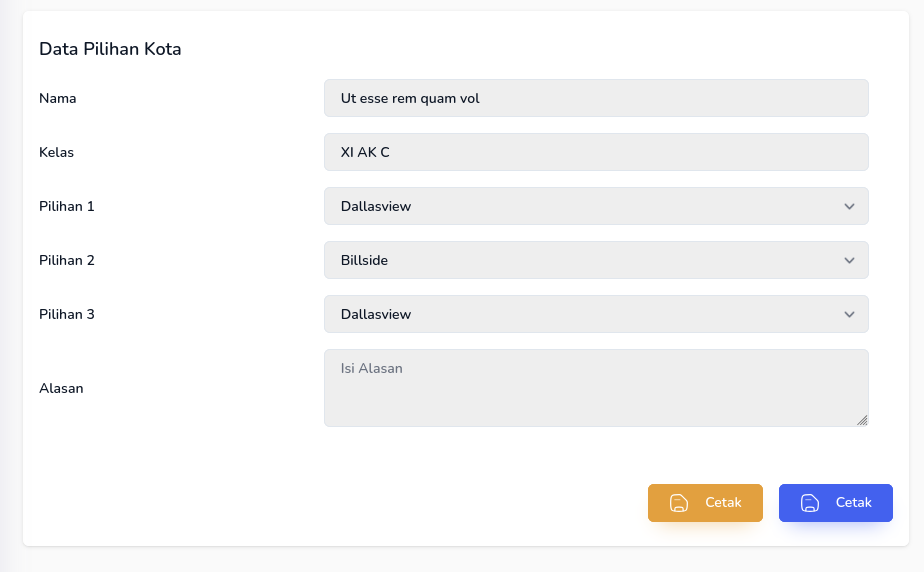 Data Pilihan Kota
Nama Ut esse rem quam vol
Kelas XI AK C
Pilihan 1 Dallasview
Pilihan 2 Billside
Pilihan 3 Dallasview
Alasan Isi Alasan
Cetak Cetak